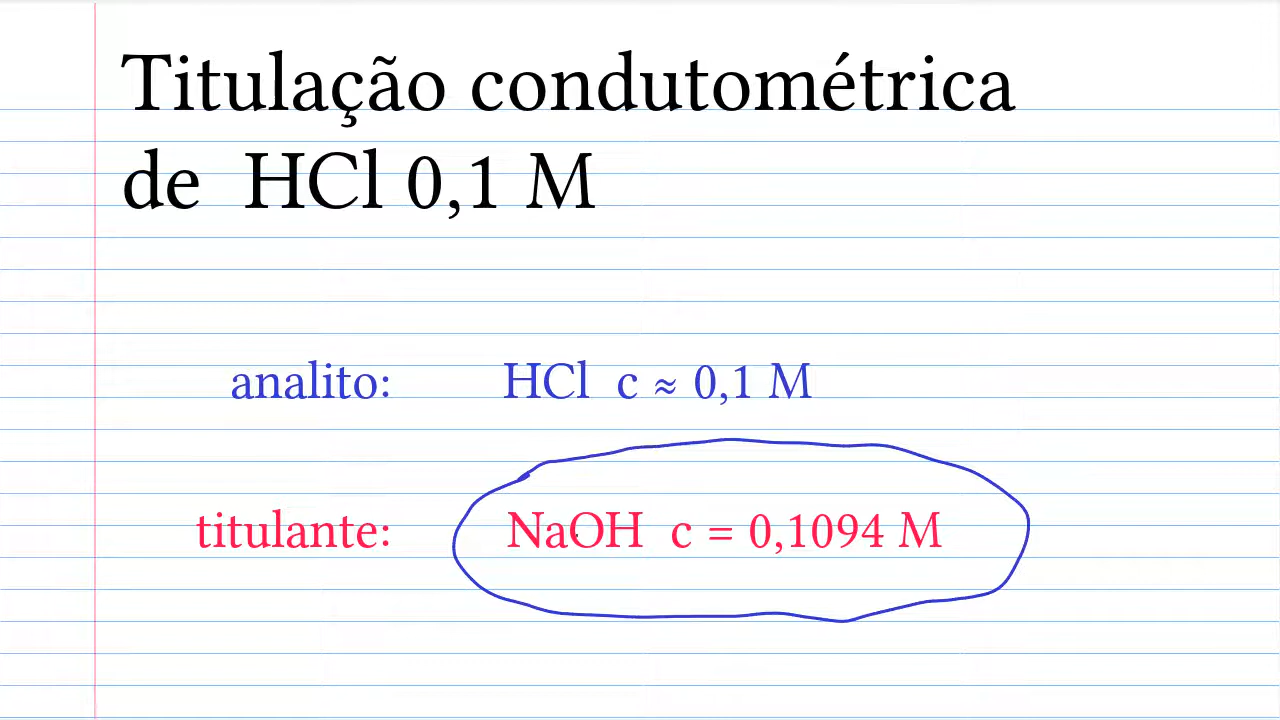 Titulação condutométrica
de HCl 0,1 M
analito: HCl c ≈ 0,1 M
titulante: NaOH c = 0,1094 M